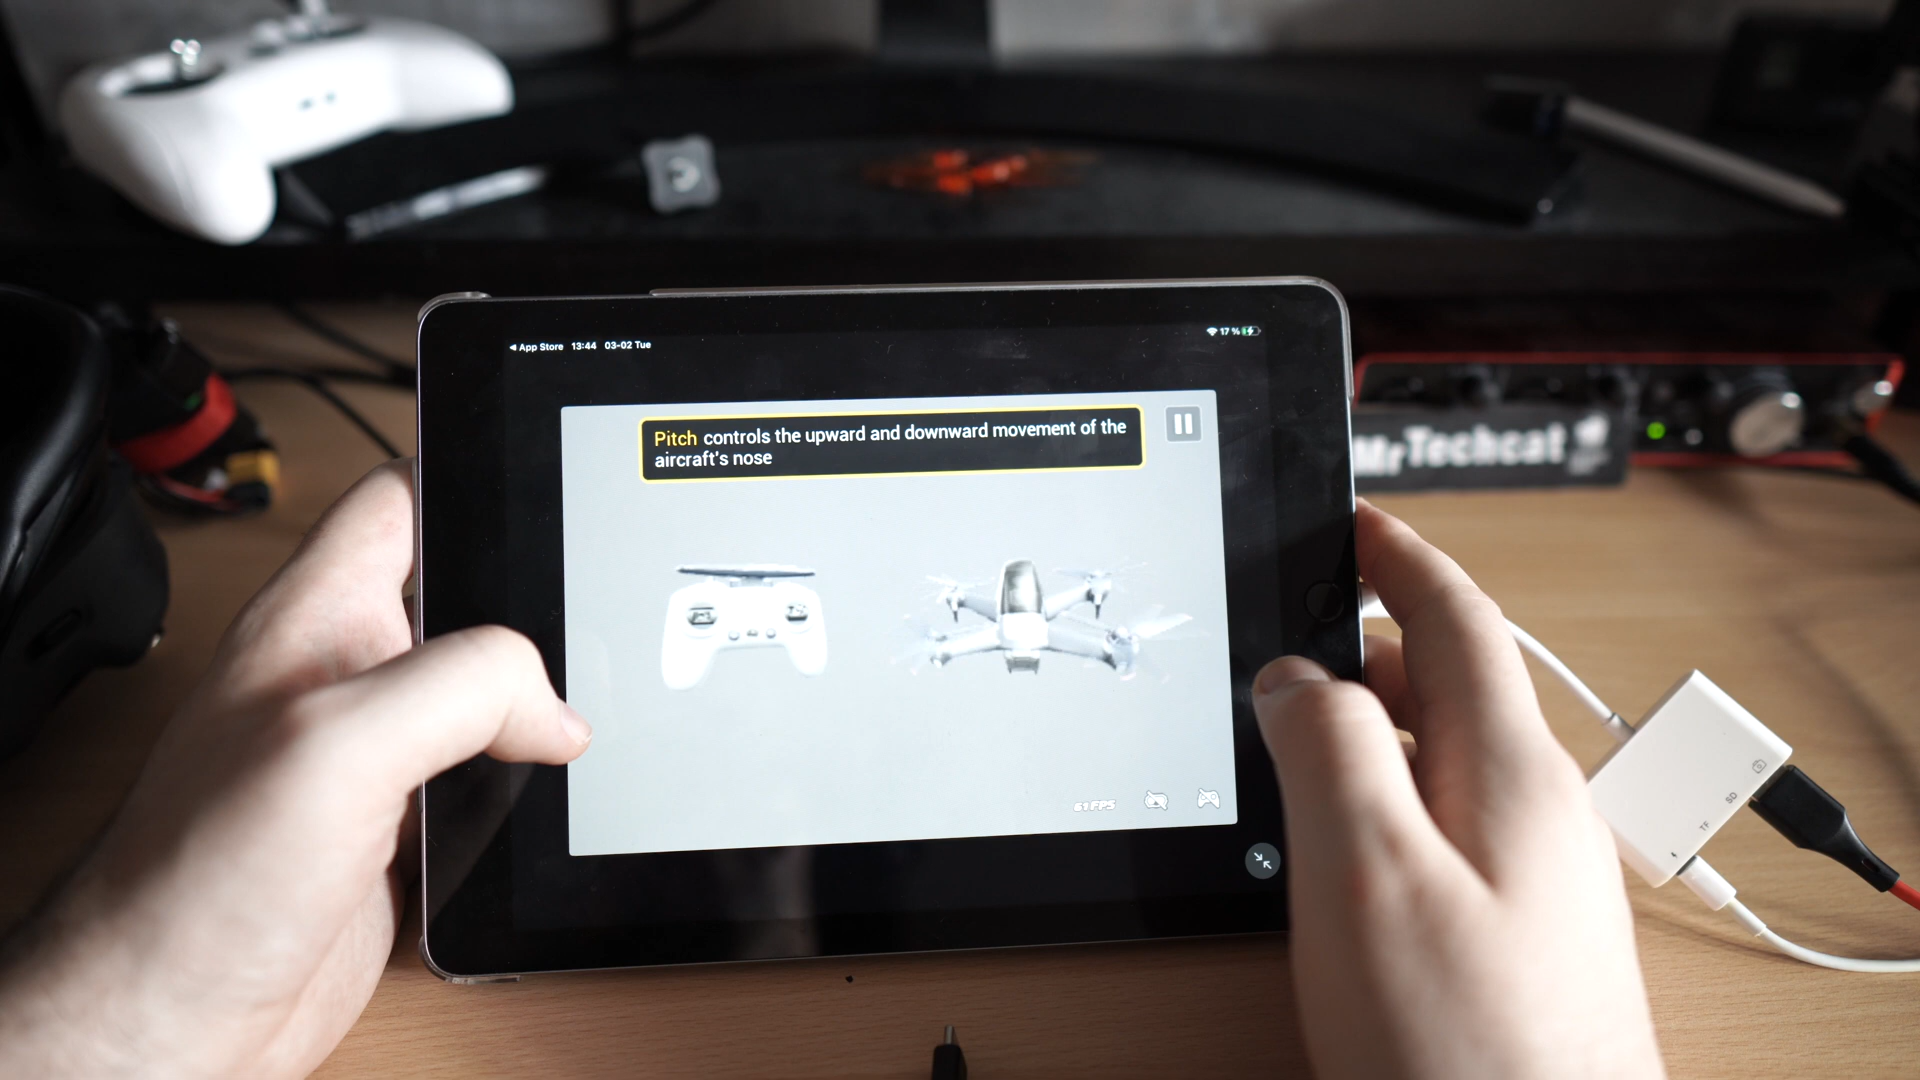 ◀ App Store 13:44 03-02 Tue
17 %
Pitch controls the upward and downward movement of the
aircraft's nose
61 FPS
MrTechcat
SD
TF